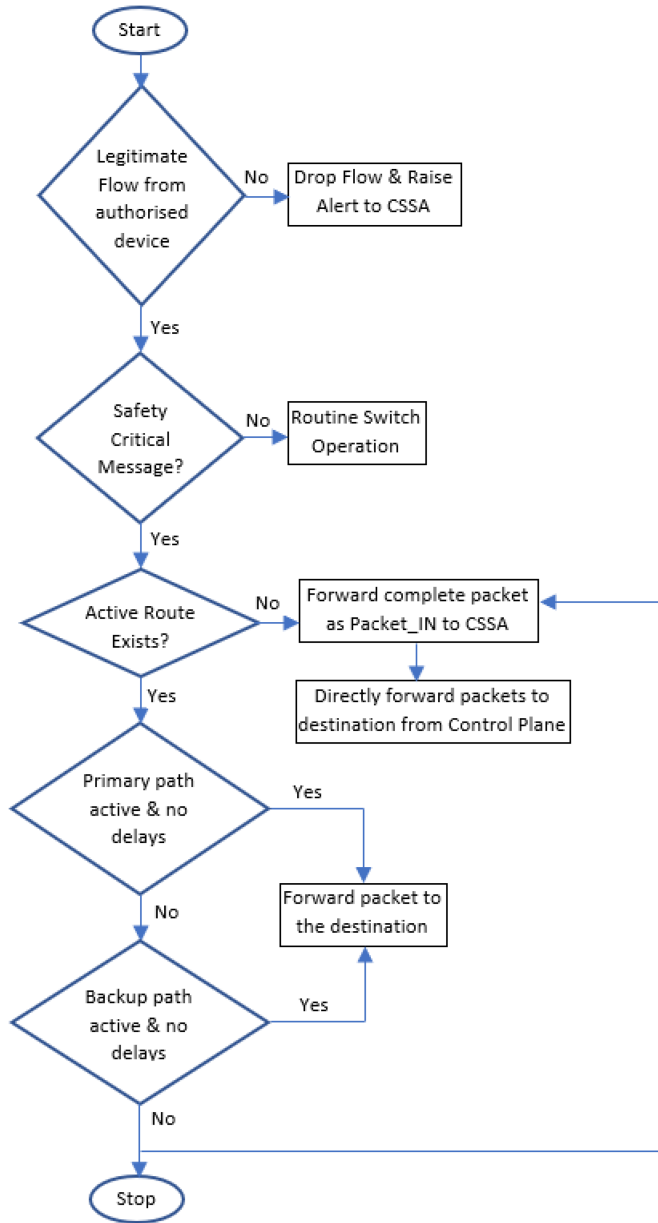 Start
Legitimate
Flow from
authorised
device
No
Drop Flow & Raise
Alert to CSSA
Yes
Safety
Critical
Message?
No
Routine Switch
Operation
Yes
Active Route
Exists?
No
Forward complete packet
as Packet_IN to CSSA
Directly forward packets to
destination from Control Plane
Yes
Primary path
active & no
delays
Yes
Forward packet to
the destination
No
Backup path
active & no
delays
Yes
No
Stop